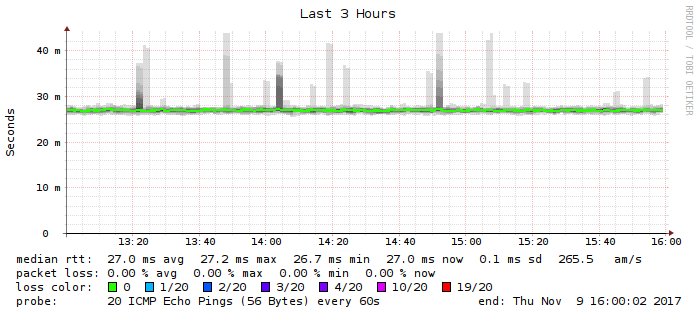 Last 3 Hours
RRDTOOL / TOBI OETIKER
Seconds
40 m
30 m
20 m
10 m
0
13:20 13:40 14:00 14:20 14:40 15:00 15:20 15:40 16:00
median rtt: 27.0 ms avg 27.2 ms max 26.7 ms min 27.0 ms now 0.1 ms sd 265.5 am/s
packet loss: 0.00 % avg 0.00 % max 0.00 % min 0.00 % now
loss color: 0 1/20 2/20 3/20 4/20 10/20 19/20
probe: 20 ICMP Echo Pings (56 Bytes) every 60s end: Thu Nov 9 16:00:02 2017